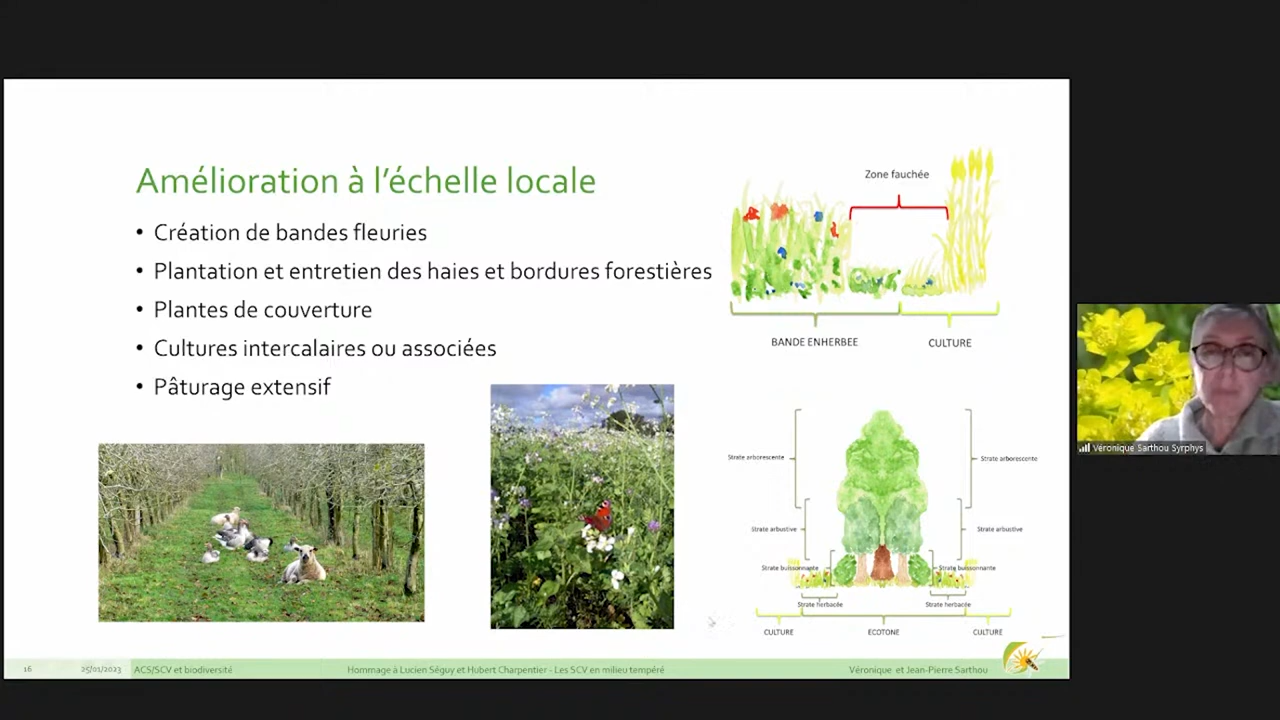 Amélioration à l'échelle locale
• Création de bandes fleuries
• Plantation et entretien des haies et bordures forestières
• Plantes de couverture
• Cultures intercalaires ou associées
• Pâturage extensif
Zone fauchée
BANDE ENHERBEE
CULTURE
Strate arborescente
Strate arborescente
Strate arbustive
Strate arbustive
Strate buissonnante
Strate buissonnante
Strate herbacée
Strate herbacée
CULTURE
ECOTONE
CULTURE
Véronique Sarthou Syrphys
16
25/01/2023
ACS/SCV et biodiversité
Hommage à Lucien Séguy et Hubert Charpentier - Les SCV en milieu tempéré
Véronique et Jean-Pierre Sarthou